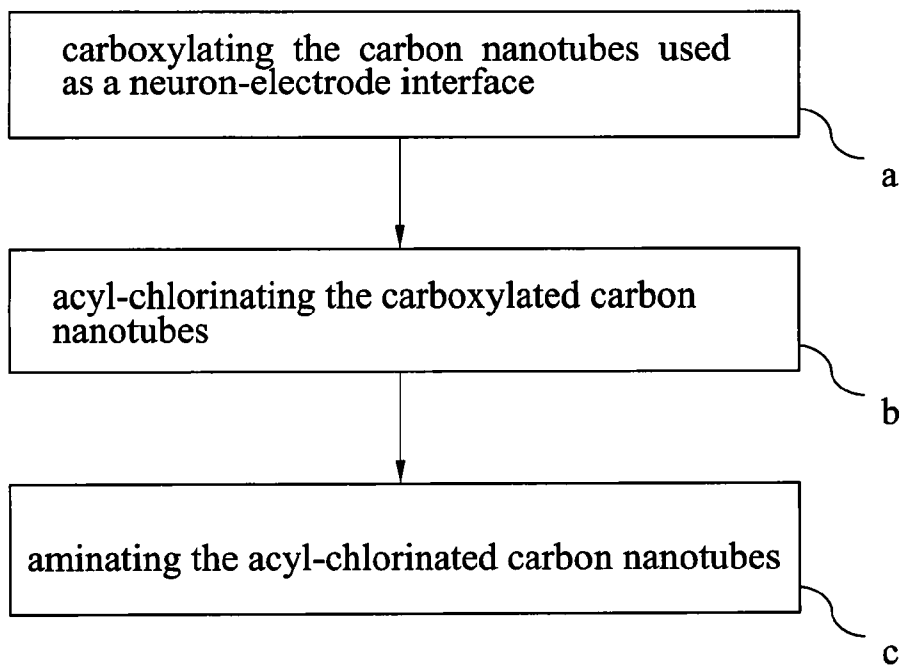 carboxylating the carbon nanotubes used
as a neuron-electrode interface
a
acyl-chlorinating the carboxylated carbon
nanotubes
b
aminating the acyl-chlorinated carbon nanotubes
c